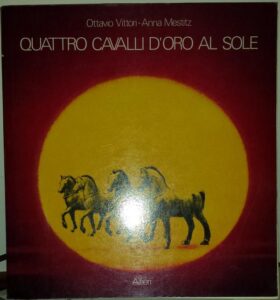 Ottavio Vittori - Anna Mestitz
QUATTRO CAVALLI D'ORO AL SOLE